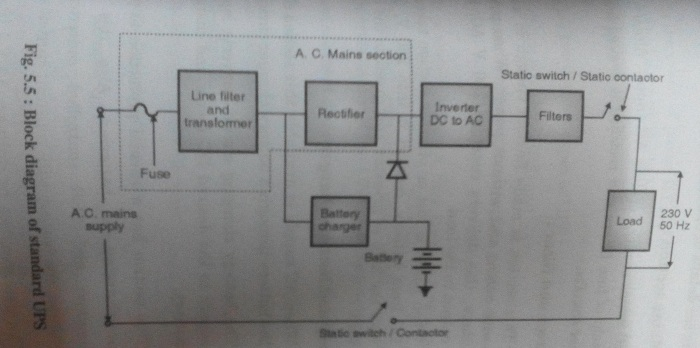 A. C. Mains section
Static switch / Static contactor
Line filter
and
transformer
Rectifier
Inverter
DC to AC
Filters
Fuse
A.C. mains
supply
Battery
charger
Battery
Load
230 V
50 Hz
Static switch / Contactor
Fig. 5.5 : Block diagram of standard UPS